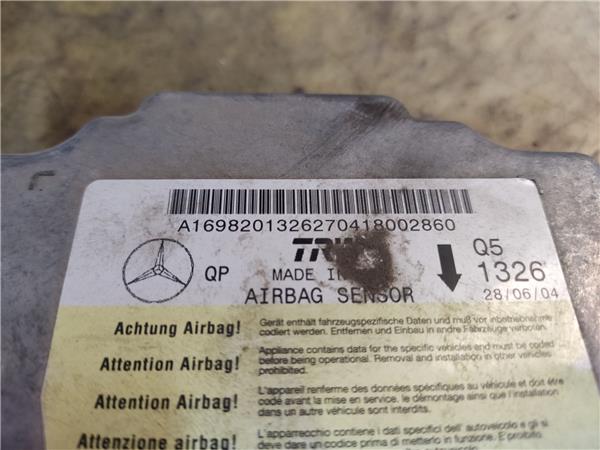 A1698201326270418002860
QP
MADE IN
Q5
1326
AIRBAG SENSOR
28/06/04
Achtung Airbag!
Gerät enthält fahrzeugspezifische Daten und muß vor Inbetriebnahme
codiert werden. Entfernen und Einbau in andre Fahrzeuge verboten.
Attention Airbag!
Appliance contains data for the specific vehicles and must be coded
before being operational. Removal and installation in other vehicles
prohibited.
Attention Airbag!
L'appareil renferme des données spécifiques au véhicule et doit être
codé avant la mise en service, le démontage ainsi que l'installation
dans un autre véhicule sont interdits.
Attenzione airbag!
L'apparecchio contiene i dati specifici dell'autoveicolo e gli si
deve dare un codice prima di metterlo in funzione. E'proibito